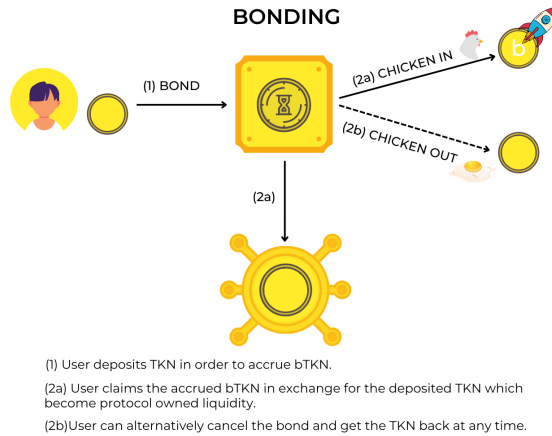 BONDING
(1) BOND
(2a) CHICKEN IN
b
(2b) CHICKEN OUT
(2a)
(1) User deposits TKN in order to accrue bTKN.
(2a) User claims the accrued bTKN in exchange for the deposited TKN which
become protocol owned liquidity.
(2b)User can alternatively cancel the bond and get the TKN back at any time.